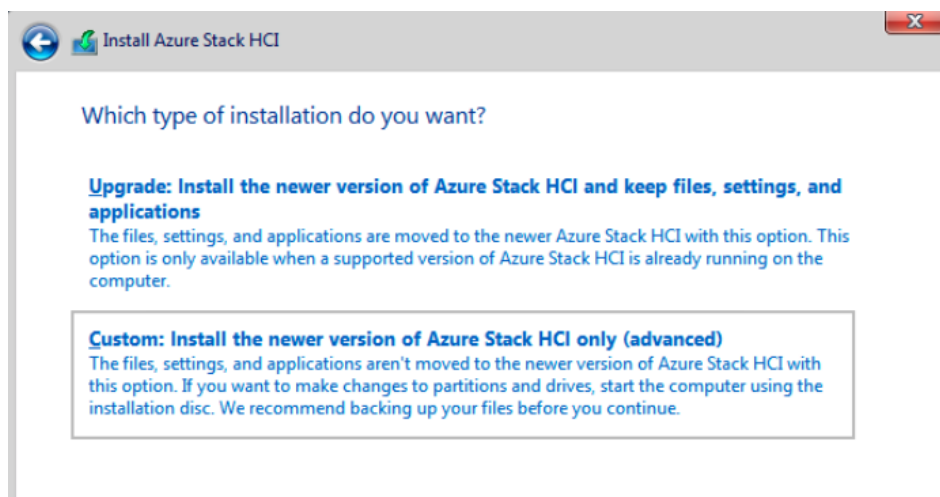 Install Azure Stack HCI
Which type of installation do you want?
Upgrade: Install the newer version of Azure Stack HCI and keep files, settings, and
applications
The files, settings, and applications are moved to the newer Azure Stack HCI with this option. This
option is only available when a supported version of Azure Stack HCI is already running on the
computer.
Custom: Install the newer version of Azure Stack HCI only (advanced)
The files, settings, and applications aren't moved to the newer version of Azure Stack HCI with
this option. If you want to make changes to partitions and drives, start the computer using the
installation disc. We recommend backing up your files before you continue.